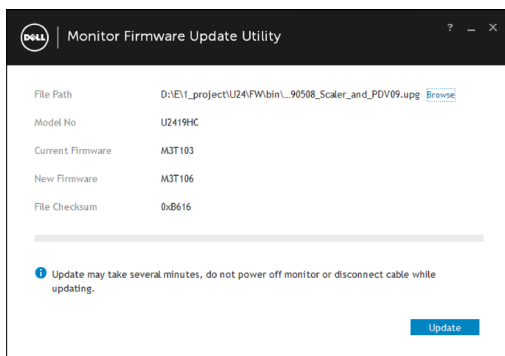 DELL
Monitor Firmware Update Utility
?
File Path D:\E\1_project\U24\FW\bin\...90508_Scaler_and_PDV09.upg Browse
Model No U2419HC
Current Firmware M3T103
New Firmware M3T106
File Checksum 0xB616
Update may take several minutes, do not power off monitor or disconnect cable while
updating.
Update